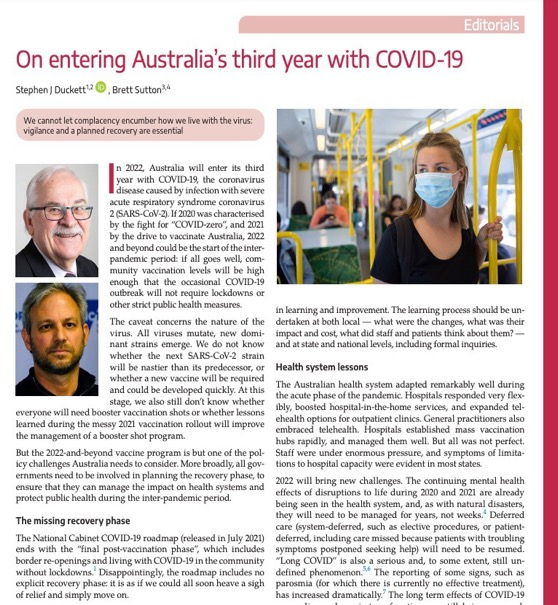 Editorials
On entering Australia's third year with COVID-19
Stephen J Duckett1,2 iD, Brett Sutton3,4
We cannot let complacency encumber how we live with the virus:
vigilance and a planned recovery are essential
In 2022, Australia will enter its third
year with COVID-19, the coronavirus
disease caused by infection with severe
acute respiratory syndrome coronavirus
2 (SARS-CoV-2). If 2020 was characterised
by the fight for “COVID-zero”, and 2021
by the drive to vaccinate Australia, 2022
and beyond could be the start of the inter-
pandemic period: if all goes well, com-
munity vaccination levels will be high
enough that the occasional COVID-19
outbreak will not require lockdowns or
other strict public health measures.
The caveat concerns the nature of the
virus. All viruses mutate, new domi-
nant strains emerge. We do not know
whether the next SARS-CoV-2 strain
will be nastier than its predecessor, or
whether a new vaccine will be required
and could be developed quickly. At this
stage, we also still don't know whether
everyone will need booster vaccination shots or whether lessons
learned during the messy 2021 vaccination rollout will improve
the management of a booster shot program.
But the 2022-and-beyond vaccine program is but one of the pol-
icy challenges Australia needs to consider. More broadly, all gov-
ernments need to be involved in planning the recovery phase, to
ensure that they can manage the impact on health systems and
protect public health during the inter-pandemic period.
The missing recovery phase
The National Cabinet COVID-19 roadmap (released in July 2021)
ends with the “final post-vaccination phase”, which includes
border re-openings and living with COVID-19 in the community
without lockdowns.1 Disappointingly, the roadmap includes no
explicit recovery phase: it is as if we could all soon heave a sigh
of relief and simply move on.
in learning and improvement. The learning process should be un-
dertaken at both local — what were the changes, what was their
impact and cost, what did staff and patients think about them? —
and at state and national levels, including formal inquiries.
Health system lessons
The Australian health system adapted remarkably well during
the acute phase of the pandemic. Hospitals responded very flex-
ibly, boosted hospital-in-the-home services, and expanded tel-
ehealth options for outpatient clinics. General practitioners also
embraced telehealth. Hospitals established mass vaccination
hubs rapidly, and managed them well. But all was not perfect.
Staff were under enormous pressure, and symptoms of limita-
tions to hospital capacity were evident in most states.
2022 will bring new challenges. The continuing mental health
effects of disruptions to life during 2020 and 2021 are already
being seen in the health system, and, as with natural disasters,
they will need to be managed for years, not weeks.4 Deferred
care (system-deferred, such as elective procedures, or patient-
deferred, including care missed because patients with troubling
symptoms postponed seeking help) will need to be resumed.
“Long COVID” is also a serious and, to some extent, still un-
defined phenomenon.5,6 The reporting of some signs, such as
parosmia (for which there is currently no effective treatment),
has increased dramatically.7 The long term effects of COVID-19